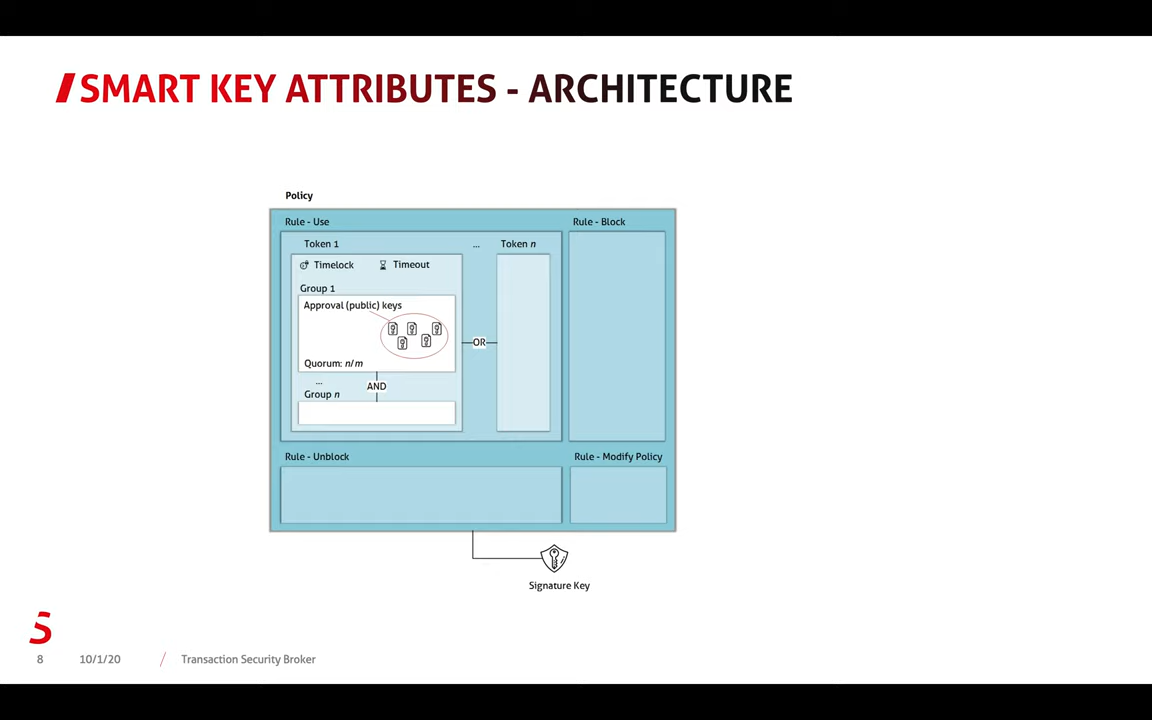 SMART KEY ATTRIBUTES - ARCHITECTURE
Policy
Rule - Use
Rule - Block
Token 1
...
Token n
Timelock
Timeout
Group 1
Approval (public) keys
OR
Quorum: n/m
...
AND
Group n
Rule - Unblock
Rule - Modify Policy
Signature Key
S
8
10/1/20
Transaction Security Broker